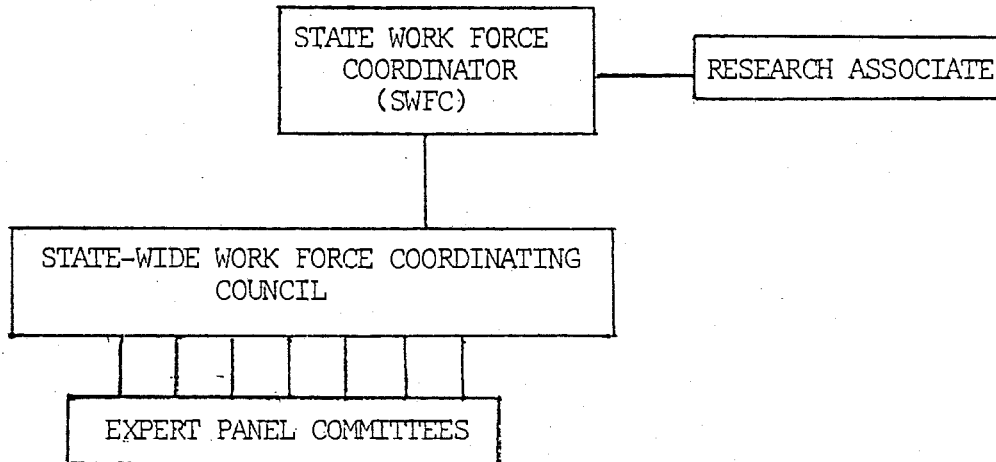 STATE WORK FORCE
COORDINATOR
(SWFC)
RESEARCH ASSOCIATE
STATE-WIDE WORK FORCE COORDINATING
COUNCIL
EXPERT PANEL COMMITTEES